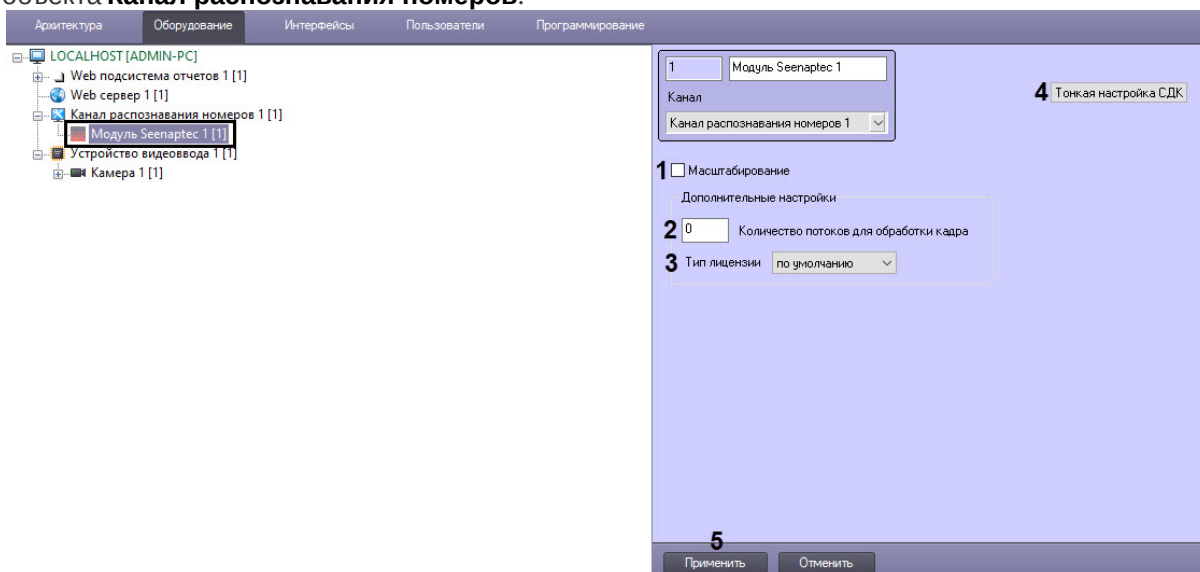 объекта Канал распознавания номеров.
Архитектура Оборудование Интерфейсы Пользователи Программирование
LOCALHOST [ADMIN-PC]
Web подсистема отчетов 1 [1]
Web сервер 1 [1]
Канал распознавания номеров 1 [1]
Модуль Seenaptec 1 [1]
Устройство видеоввода 1 [1]
Камера 1 [1]
1 Модуль Seenaptec 1
Канал
Канал распознавания номеров 1
4 Тонкая настройка СДК
1 Масштабирование
Дополнительные настройки
2 0 Количество потоков для обработки кадра
3 Тип лицензии по умолчанию
5
Применить Отменить